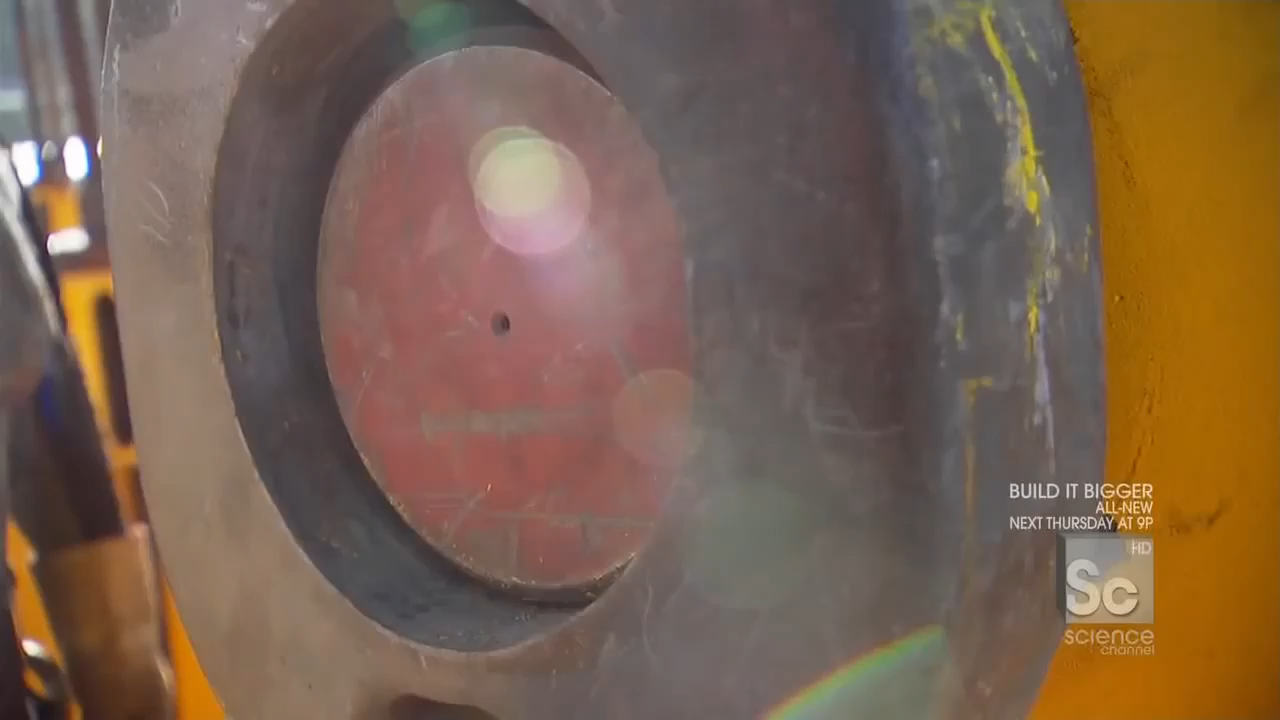 BUILD IT BIGGER
ALL-NEW
NEXT THURSDAY AT 9P
HD
Sc
science
channel